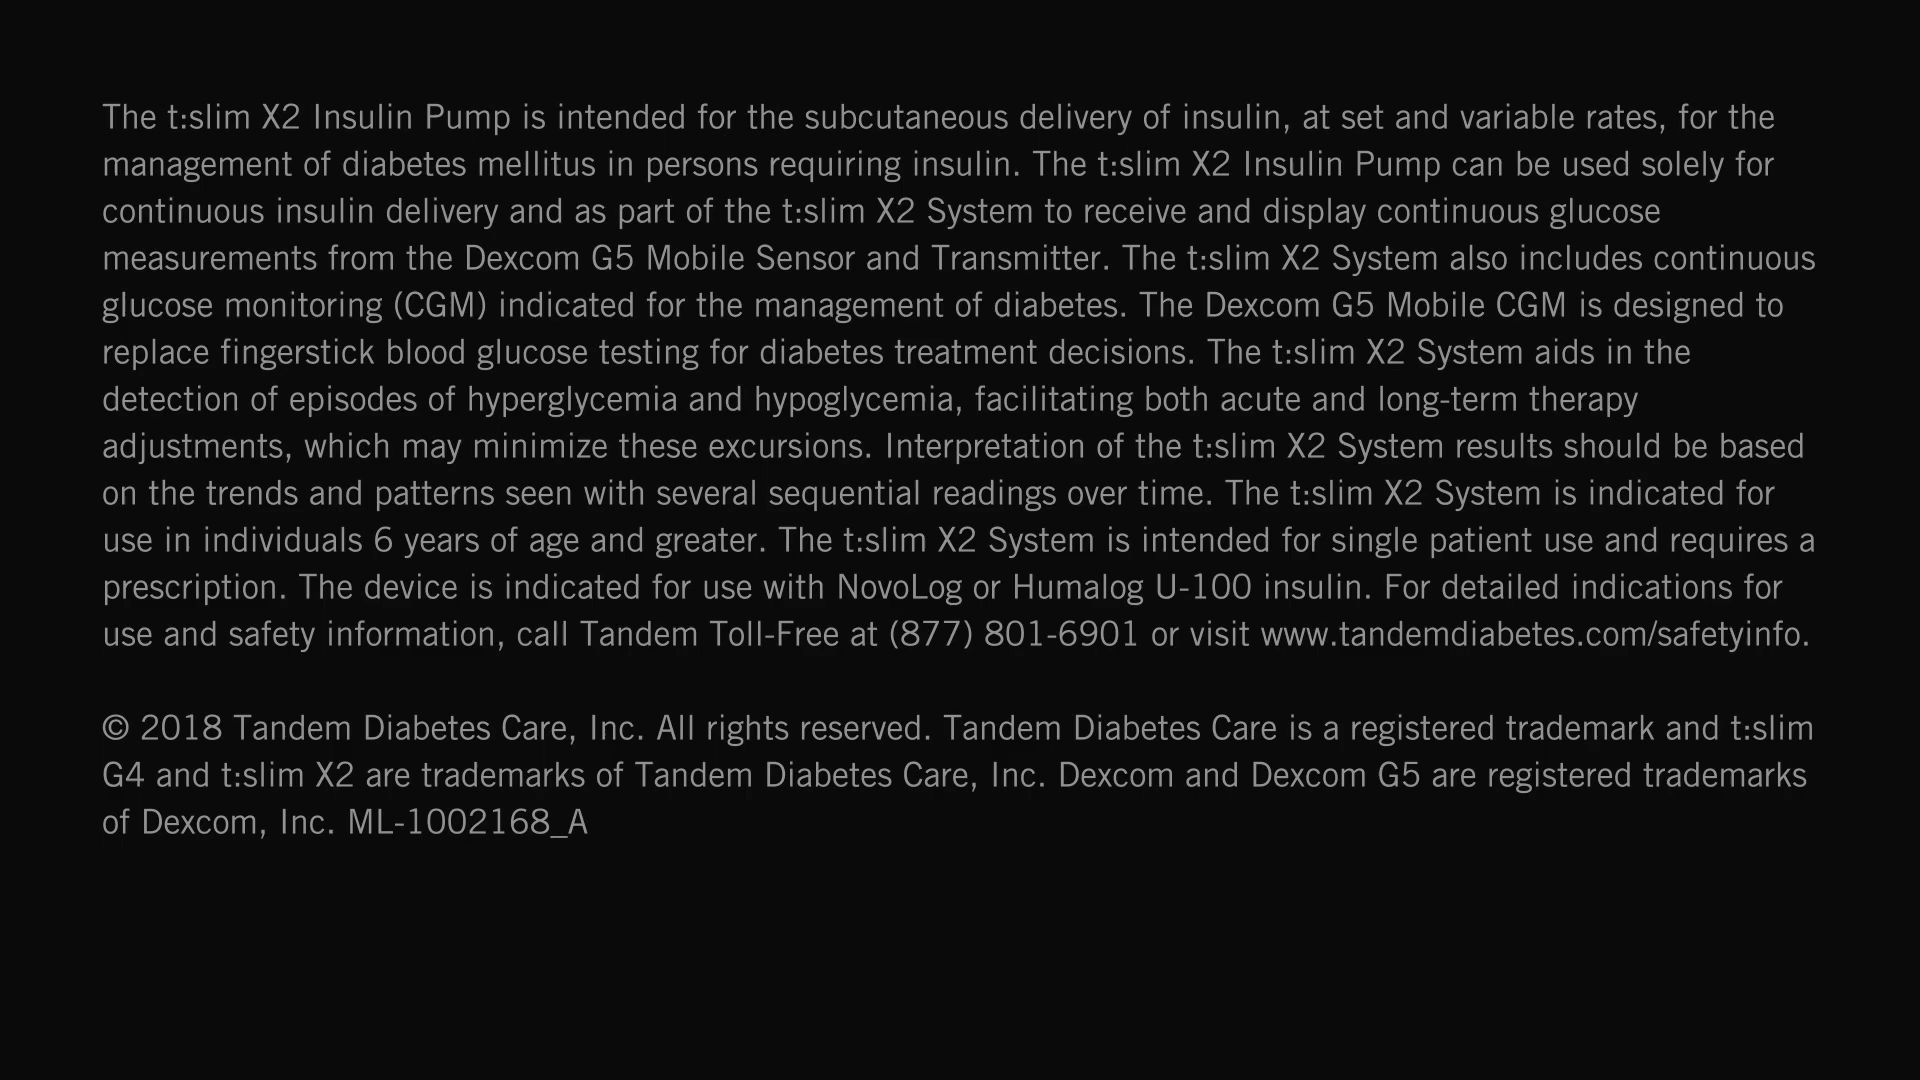 The t:slim X2 Insulin Pump is intended for the subcutaneous delivery of insulin, at set and variable rates, for the
management of diabetes mellitus in persons requiring insulin. The t:slim X2 Insulin Pump can be used solely for
continuous insulin delivery and as part of the t:slim X2 System to receive and display continuous glucose
measurements from the Dexcom G5 Mobile Sensor and Transmitter. The t:slim X2 System also includes continuous
glucose monitoring (CGM) indicated for the management of diabetes. The Dexcom G5 Mobile CGM is designed to
replace fingerstick blood glucose testing for diabetes treatment decisions. The t:slim X2 System aids in the
detection of episodes of hyperglycemia and hypoglycemia, facilitating both acute and long-term therapy
adjustments, which may minimize these excursions. Interpretation of the t:slim X2 System results should be based
on the trends and patterns seen with several sequential readings over time. The t:slim X2 System is indicated for
use in individuals 6 years of age and greater. The t:slim X2 System is intended for single patient use and requires a
prescription. The device is indicated for use with NovoLog or Humalog U-100 insulin. For detailed indications for
use and safety information, call Tandem Toll-Free at (877) 801-6901 or visit www.tandemdiabetes.com/safetyinfo.
© 2018 Tandem Diabetes Care, Inc. All rights reserved. Tandem Diabetes Care is a registered trademark and t:slim
G4 and t:slim X2 are trademarks of Tandem Diabetes Care, Inc. Dexcom and Dexcom G5 are registered trademarks
of Dexcom, Inc. ML-1002168_A